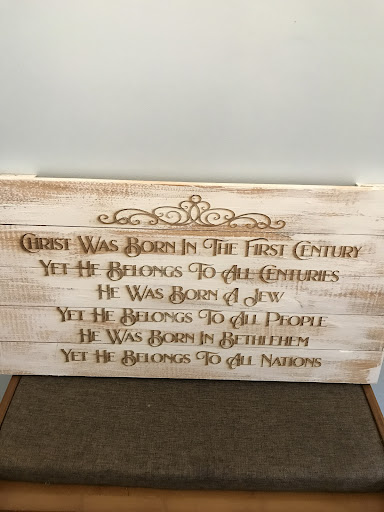 Christ Was Born In The First Century
Yet He Belongs To All Centuries
He Was Born A Jew
Yet He Belongs To All People
He Was Born In Bethlehem
Yet He Belongs To All Nations